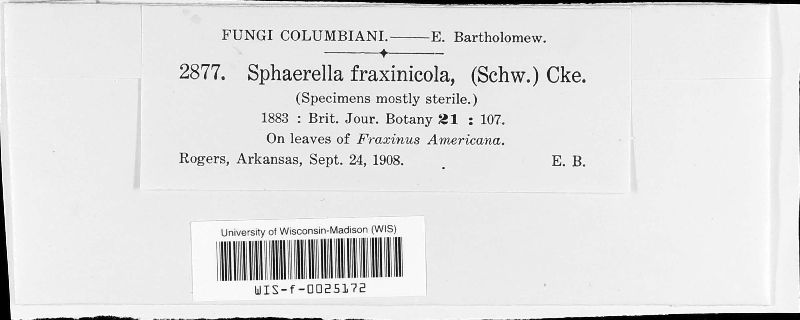 FUNGI COLUMBIANI.——E. Bartholomew.
2877. Sphaerella fraxinicola, (Schw.) Cke.
(Specimens mostly sterile.)
1883 : Brit. Jour. Botany 21 : 107.
On leaves of Fraxinus Americana.
Rogers, Arkansas, Sept. 24, 1908. E. B.
University of Wisconsin-Madison (WIS)
WIS-f-0025172